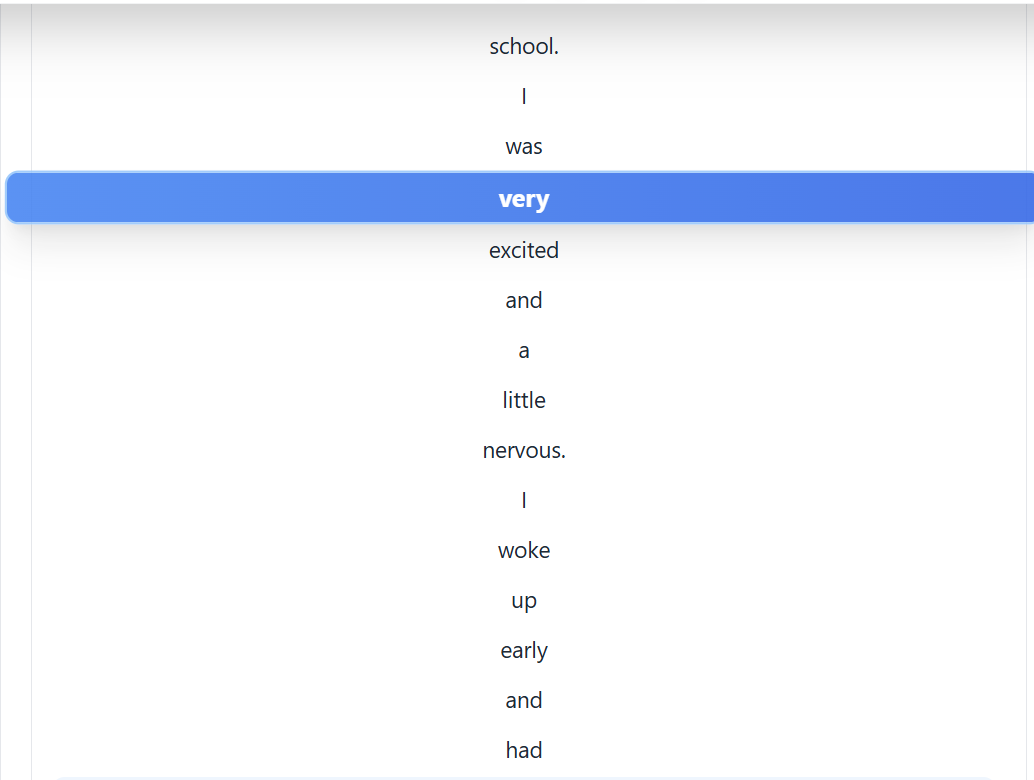 school.
I
was
very
excited
and
a
little
nervous.
I
woke
up
early
and
had